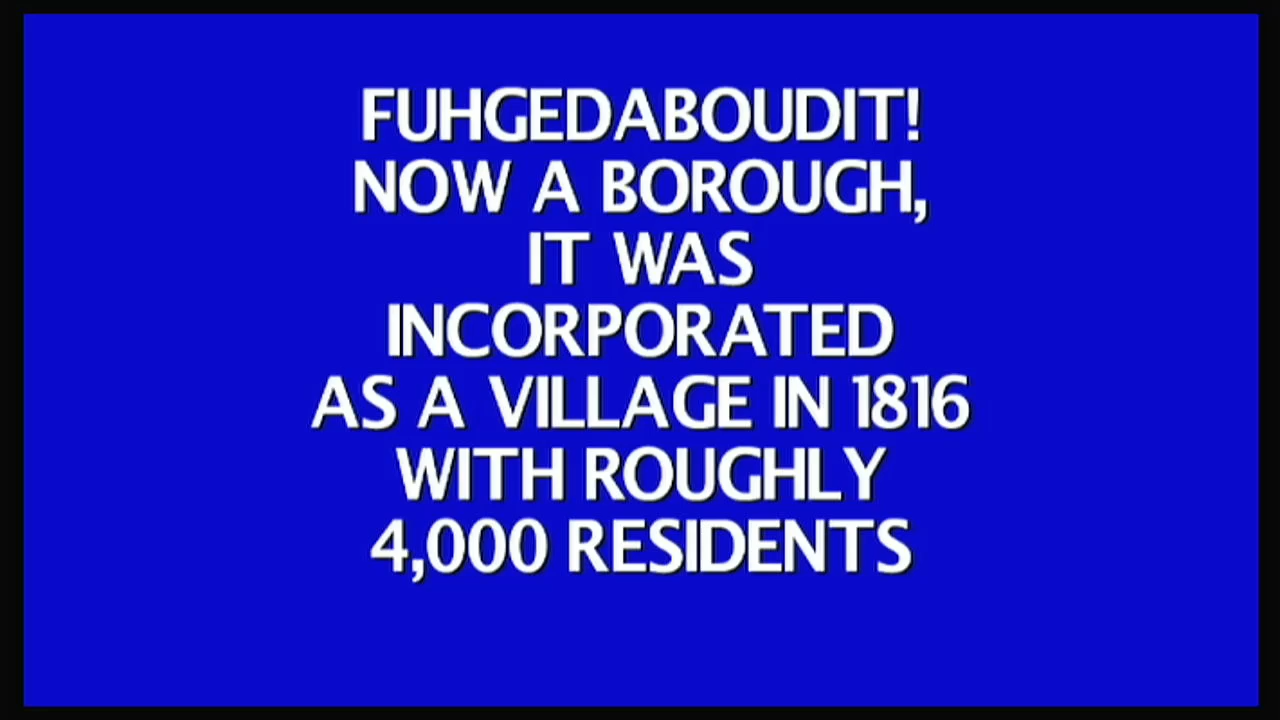 FUHGEDABOUDIT!
NOW A BOROUGH,
IT WAS
INCORPORATED
AS A VILLAGE IN 1816
WITH ROUGHLY
4,000 RESIDENTS